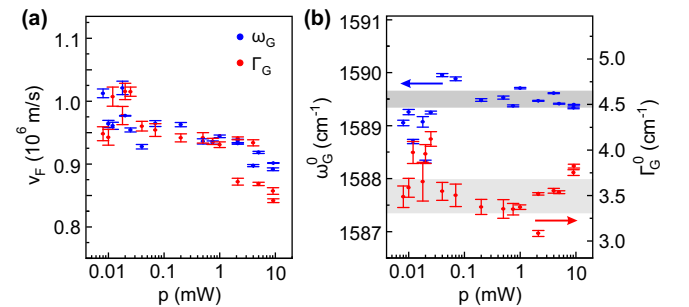 (a)
ω_G
Γ_G
v_F (10^6 m/s)
1.1
1.0
0.9
0.8
0.01 0.1 1 10
p (mW)
(b)
ω_G^0 (cm^-1)
1591
1590
1589
1588
1587
5.0
4.5
4.0
3.5
3.0
Γ_G^0 (cm^-1)
0.01 0.1 1 10
p (mW)